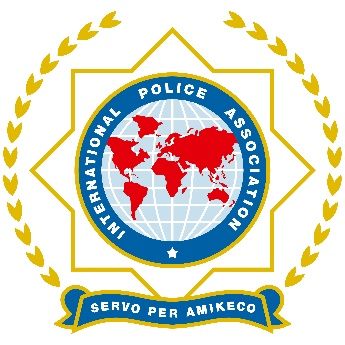 INTERNATIONAL POLICE ASSOCIATION
SERVO PER AMIKECO